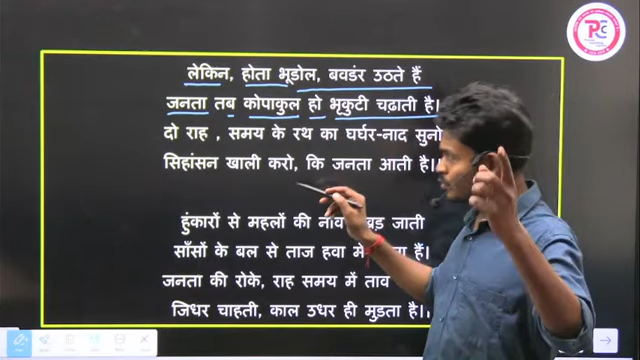 लेकिन, होता भूडोल, बवडंर उठते हैं
जनता तब कोपाकुल हो भृकुटी चढ़ाती है।
दो राह , समय के रथ का घर्घर-नाद सुनो
सिहांसन खाली करो, कि जनता आती है।।
हुंकारों से महलों की जाती
साँसों के बल से ताज हवा में हैं।
जनता की रोके, राह समय में ताव
जिधर चाहती, काल उधर ही मुड़ता है।।